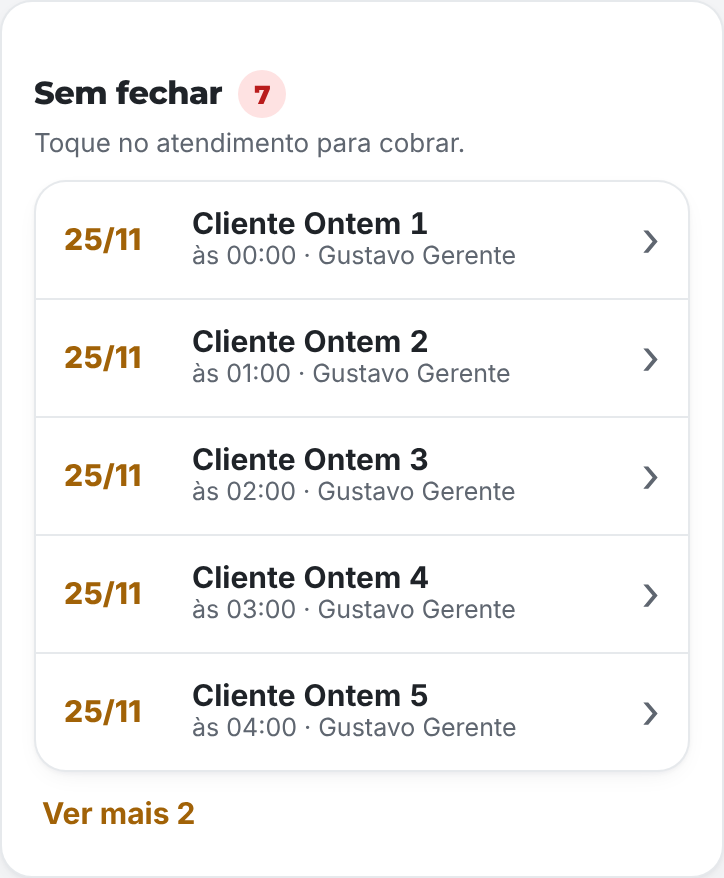 Sem fechar 7
Toque no atendimento para cobrar.
25/11 Cliente Ontem 1
às 00:00 · Gustavo Gerente
25/11 Cliente Ontem 2
às 01:00 · Gustavo Gerente
25/11 Cliente Ontem 3
às 02:00 · Gustavo Gerente
25/11 Cliente Ontem 4
às 03:00 · Gustavo Gerente
25/11 Cliente Ontem 5
às 04:00 · Gustavo Gerente
Ver mais 2